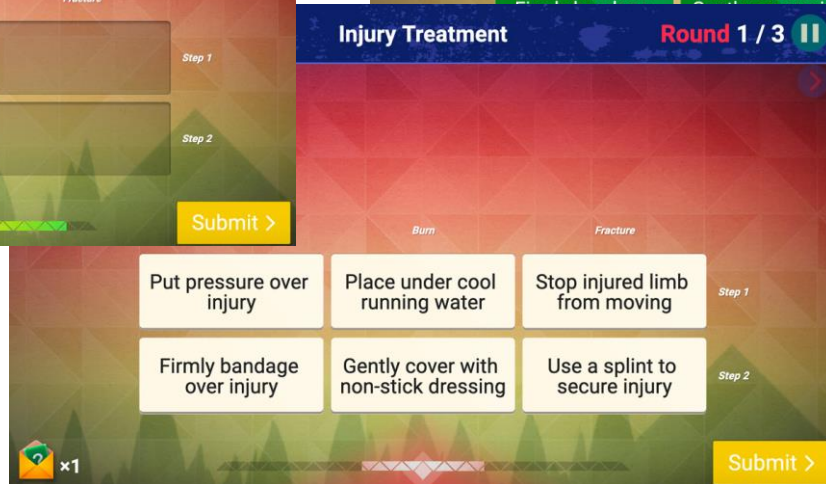 Fracture
Step 1
Step 2
Submit >
Injury Treatment
Round 1 / 3
Burn
Fracture
Put pressure over
injury
Place under cool
running water
Stop injured limb
from moving
Step 1
Firmly bandage
over injury
Gently cover with
non-stick dressing
Use a splint to
secure injury
Step 2
?
×1
Submit >